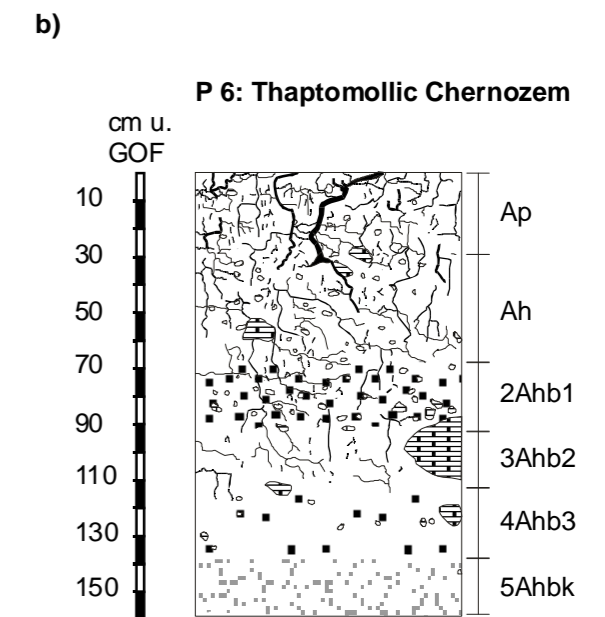 b)
P 6: Thaptomollic Chernozem
cm u.
GOF
10
30
50
70
90
110
130
150
Ap
Ah
2Ahb1
3Ahb2
4Ahb3
5Ahbk